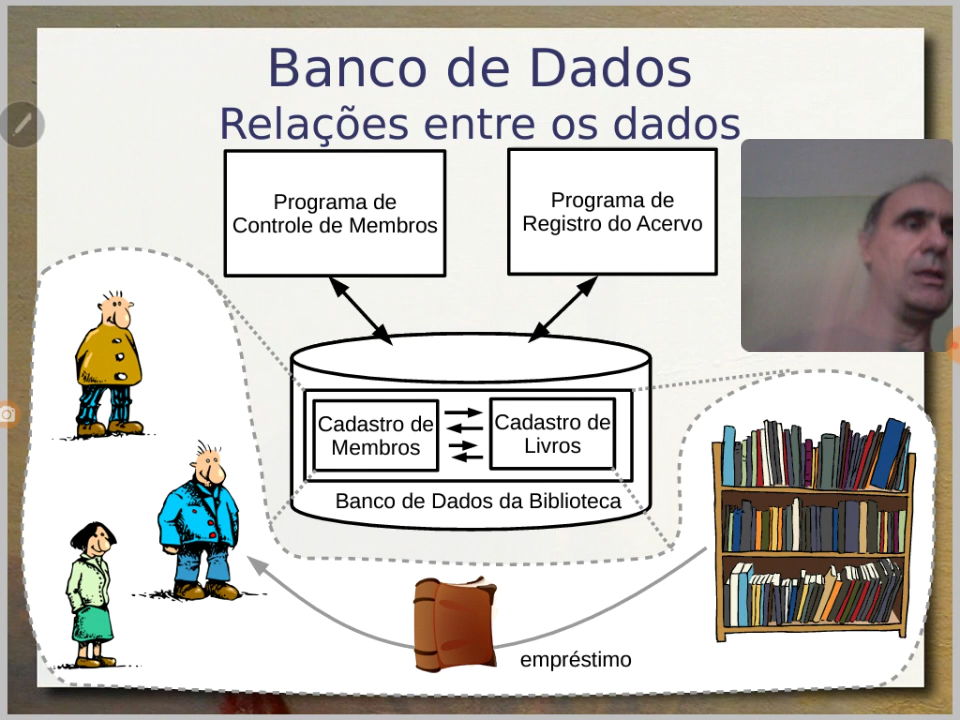 Banco de Dados
Relações entre os dados
Programa de
Controle de Membros
Programa de
Registro do Acervo
Cadastro de
Membros
Cadastro de
Livros
Banco de Dados da Biblioteca
empréstimo